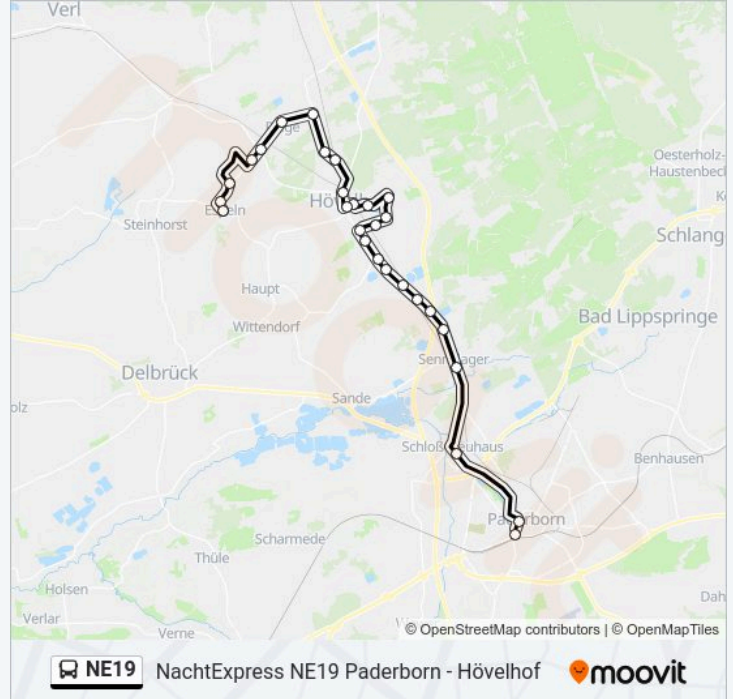 Verl
Oesterholz-
Haustenbeck
Steinhorst
Schlang
Haupt
Bad Lippspringe
Wittendorf
Delbrück
Sande
Benhausen
Paderborn
Scharmede
Thüle
Holsen
Verlar
Verne
© OpenStreetMap contributors | © OpenMapTiles
NE19 NachtExpress NE19 Paderborn - Hövelhof moovit